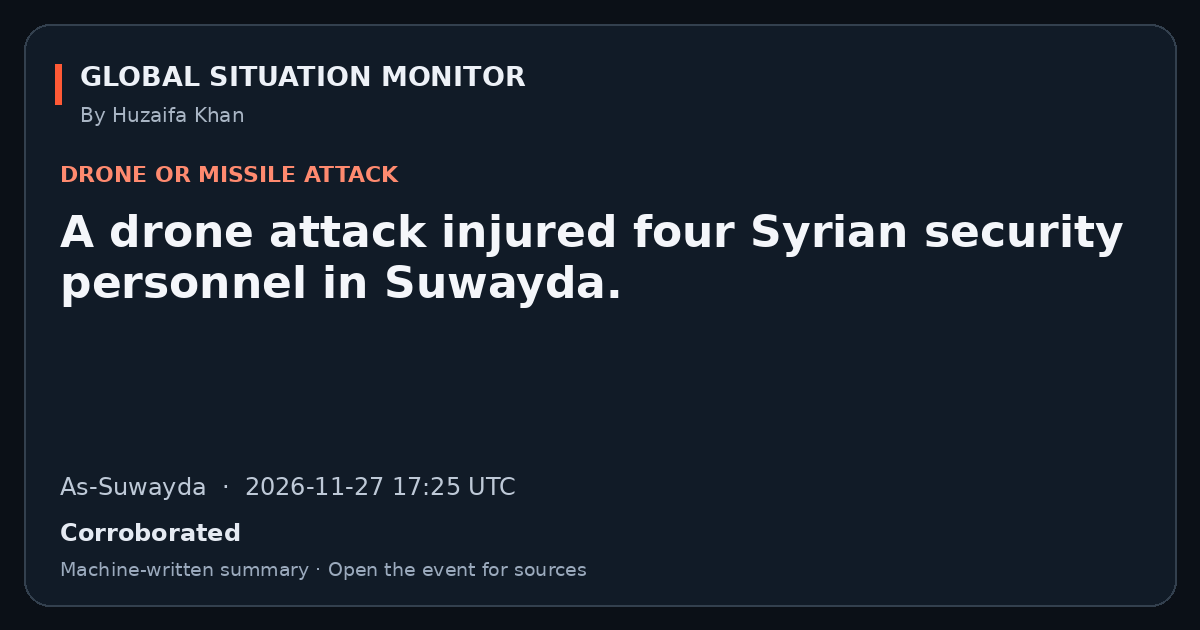 GLOBAL SITUATION MONITOR
By Huzaifa Khan
DRONE OR MISSILE ATTACK
A drone attack injured four Syrian security
personnel in Suwayda.
As-Suwayda · 2026-11-27 17:25 UTC
Corroborated
Machine-written summary · Open the event for sources